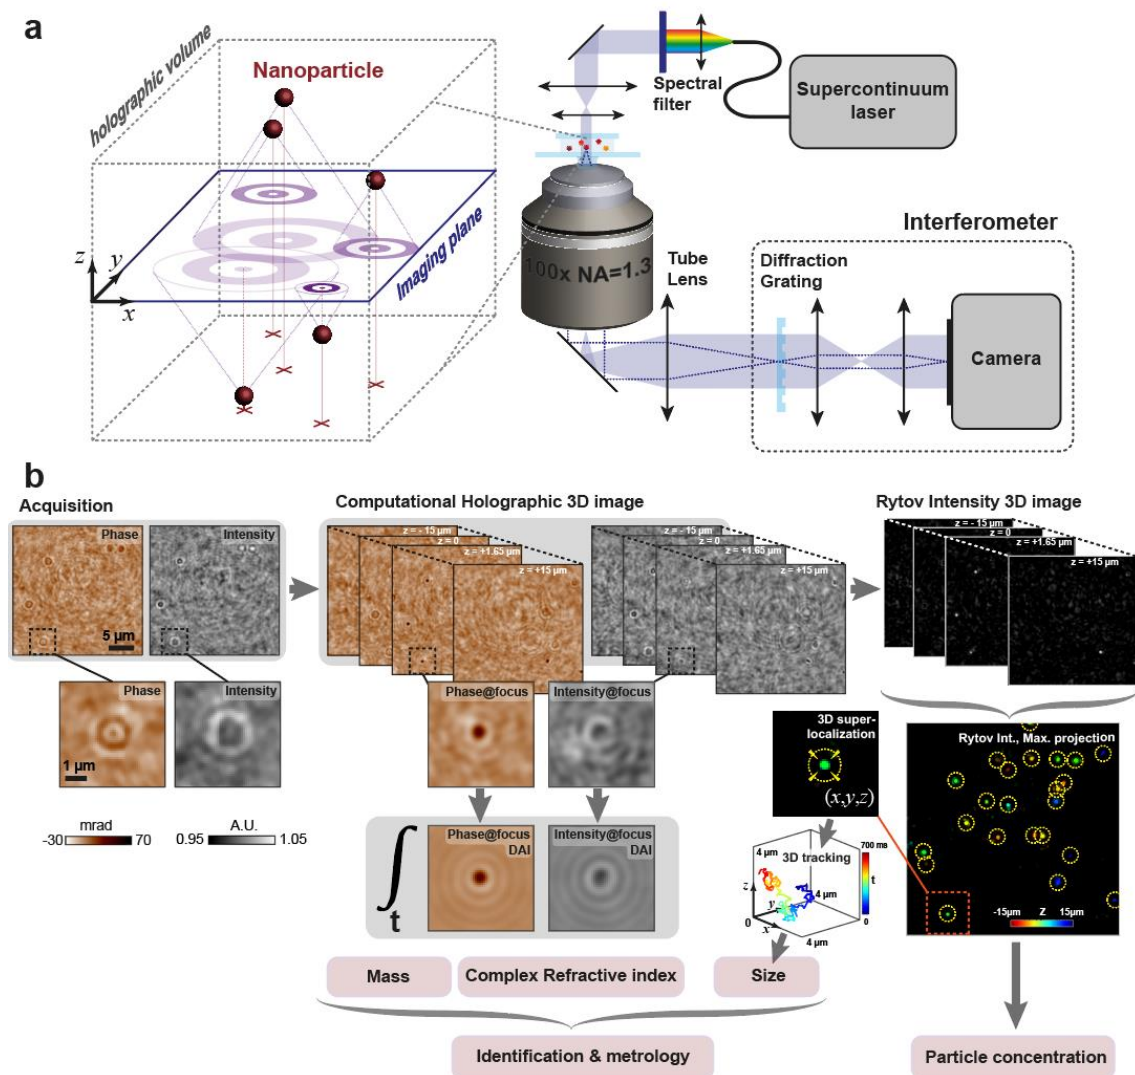 a
holographic volume
Nanoparticle
Imaging plane
z
y
x
Spectral
filter
Supercontinuum
laser
100x NA=1.3
Tube
Lens
Interferometer
Diffraction
Grating
Camera
b
Acquisition
Phase
5 µm
Intensity
Phase
1 µm
Intensity
-30
mrad
70
0.95
A.U.
1.05
Computational Holographic 3D image
z = - 15 µm
z = 0
z = +1.65 µm
z = +15 µm
z = - 15 µm
z = 0
z = +1.65 µm
z = +15 µm
Phase@focus
Intensity@focus
∫
t
Phase@focus
DAI
Intensity@focus
DAI
Rytov Intensity 3D image
z = - 15 µm
z = 0
z = +1.65 µm
z = +15 µm
3D super-
localization
(x,y,z)
3D tracking
4 µm
z
y
x
0
4 µm
4 µm
700 ms
t
0
Rytov Int., Max. projection
-15µm
Z
15µm
Mass
Complex Refractive index
Size
Identification & metrology
Particle concentration